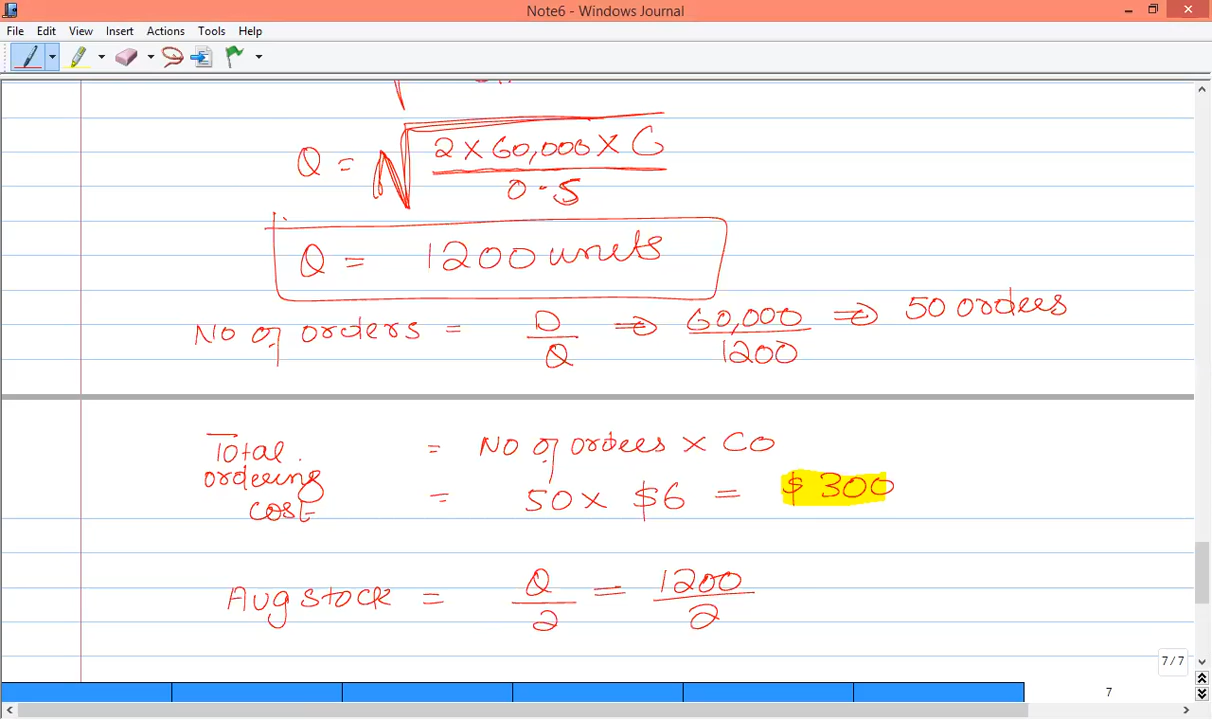 Note6 - Windows Journal
File Edit View Insert Actions Tools Help
Q = √ 2 × 60,000 × 6
0.5
Q = 1200 units
No of orders = D/Q ⇒ 60,000/1200 ⇒ 50 orders
Total = No of orders × CO
ordering
cost = 50 × $6 = $300
Avg stock = Q/2 = 1200/2
7 / 7
7